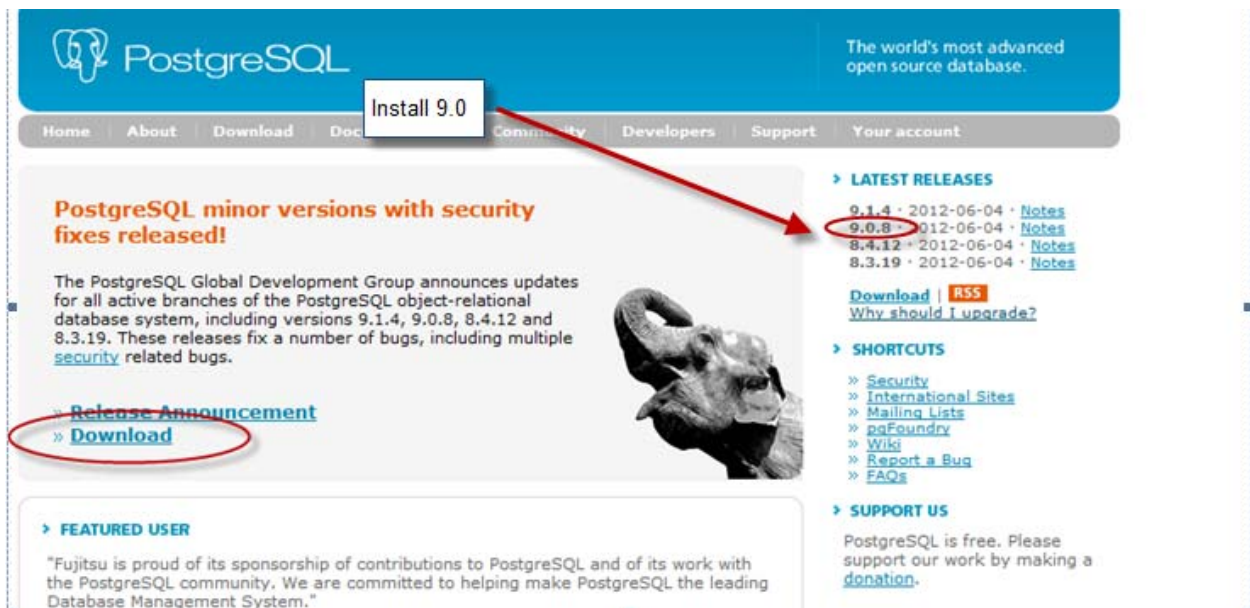 PostgreSQL
The world's most advanced
open source database.
Install 9.0
Home About Download Doc Community Developers Support Your account
PostgreSQL minor versions with security
fixes released!
The PostgreSQL Global Development Group announces updates
for all active branches of the PostgreSQL object-relational
database system, including versions 9.1.4, 9.0.8, 8.4.12 and
8.3.19. These releases fix a number of bugs, including multiple
security related bugs.
» Release Announcement
» Download
FEATURED USER
"Fujitsu is proud of its sponsorship of contributions to PostgreSQL and of its work with
the PostgreSQL community. We are committed to helping make PostgreSQL the leading
Database Management System."
LATEST RELEASES
9.1.4 · 2012-06-04 · Notes
9.0.8 · 2012-06-04 · Notes
8.4.12 · 2012-06-04 · Notes
8.3.19 · 2012-06-04 · Notes
Download | RSS
Why should I upgrade?
SHORTCUTS
» Security
» International Sites
» Mailing Lists
» pgFoundry
» Wiki
» Report a Bug
» FAQs
SUPPORT US
PostgreSQL is free. Please
support our work by making a
donation.